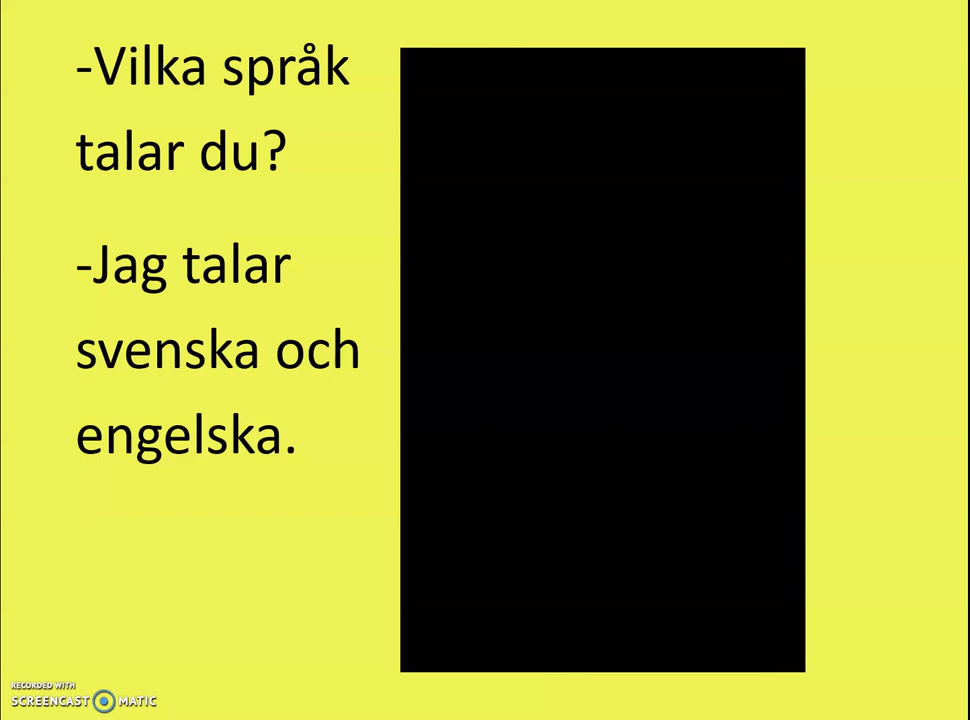 -Vilka språk
talar du?
-Jag talar
svenska och
engelska.
RECORDED WITH
SCREENCAST MATIC